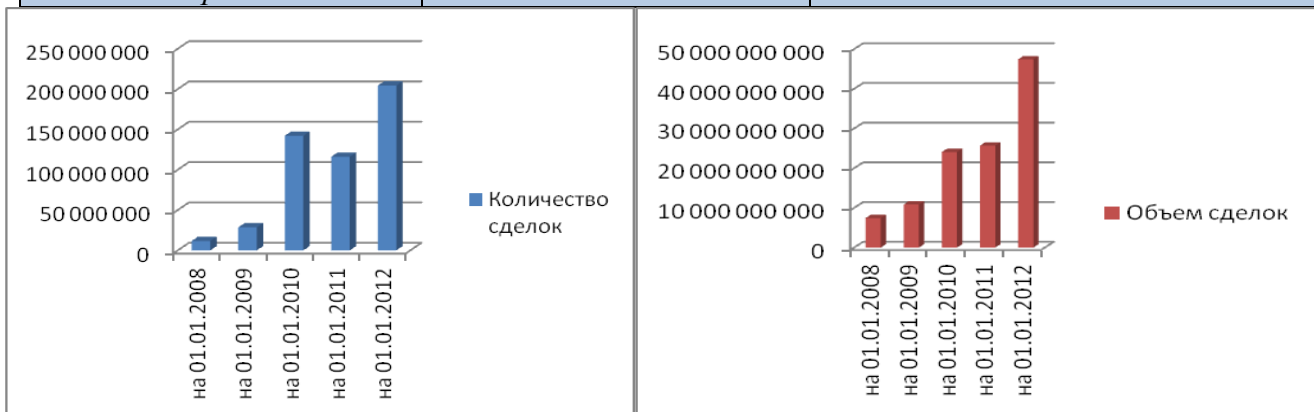 250 000 000
200 000 000
150 000 000
100 000 000
50 000 000
0
на 01.01.2008
на 01.01.2009
на 01.01.2010
на 01.01.2011
на 01.01.2012
Количество
сделок
50 000 000 000
40 000 000 000
30 000 000 000
20 000 000 000
10 000 000 000
0
на 01.01.2008
на 01.01.2009
на 01.01.2010
на 01.01.2011
на 01.01.2012
Объем сделок